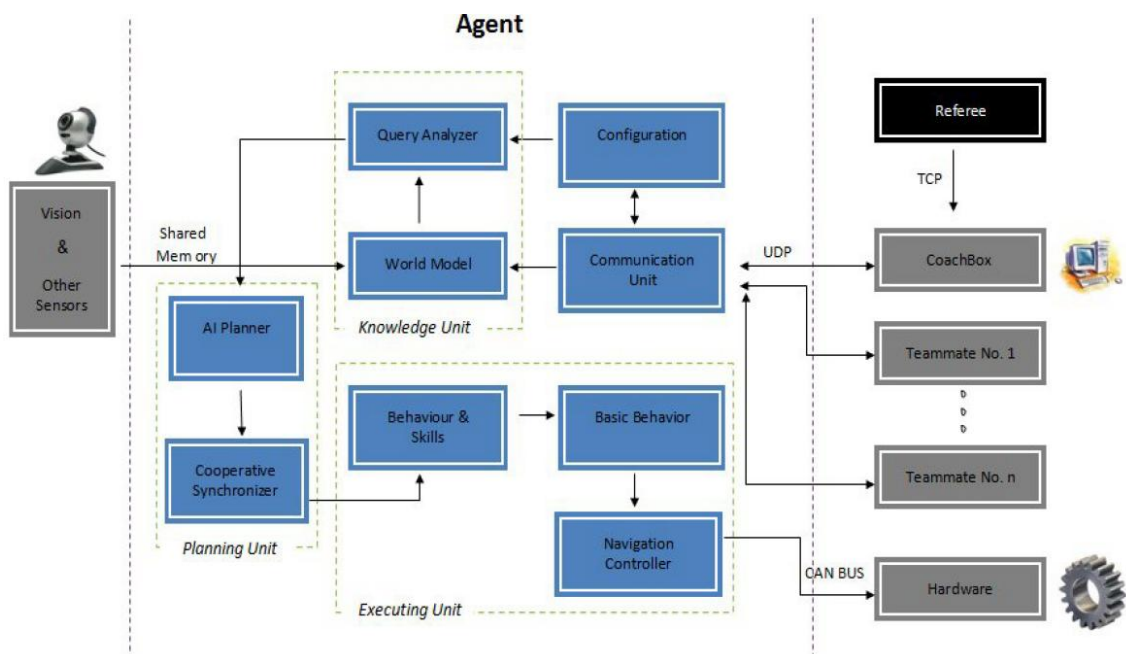 Agent
Vision
&
Other
Sensors
Shared
Memory
Query Analyzer
Configuration
World Model
Communication
Unit
Knowledge Unit
AI Planner
Cooperative
Synchronizer
Planning Unit
Behaviour &
Skills
Basic Behavior
Navigation
Controller
Executing Unit
Referee
TCP
UDP
CoachBox
Teammate No. 1
Teammate No. n
CAN BUS
Hardware